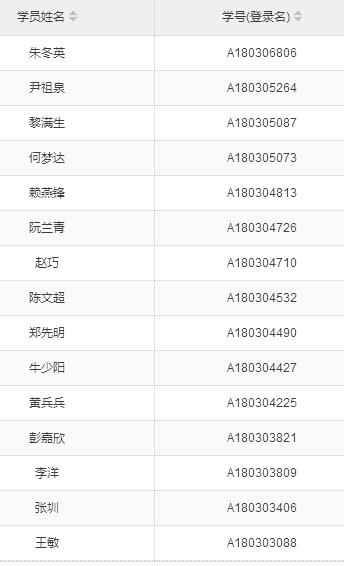 学员姓名 学号(登录名)
朱冬英 A180306806
尹祖泉 A180305264
黎满生 A180305087
何梦达 A180305073
赖燕锋 A180304813
阮兰青 A180304726
赵巧 A180304710
陈文超 A180304532
郑先明 A180304490
牛少阳 A180304427
黄兵兵 A180304225
彭嘉欣 A180303821
李洋 A180303809
张圳 A180303406
王敏 A180303088